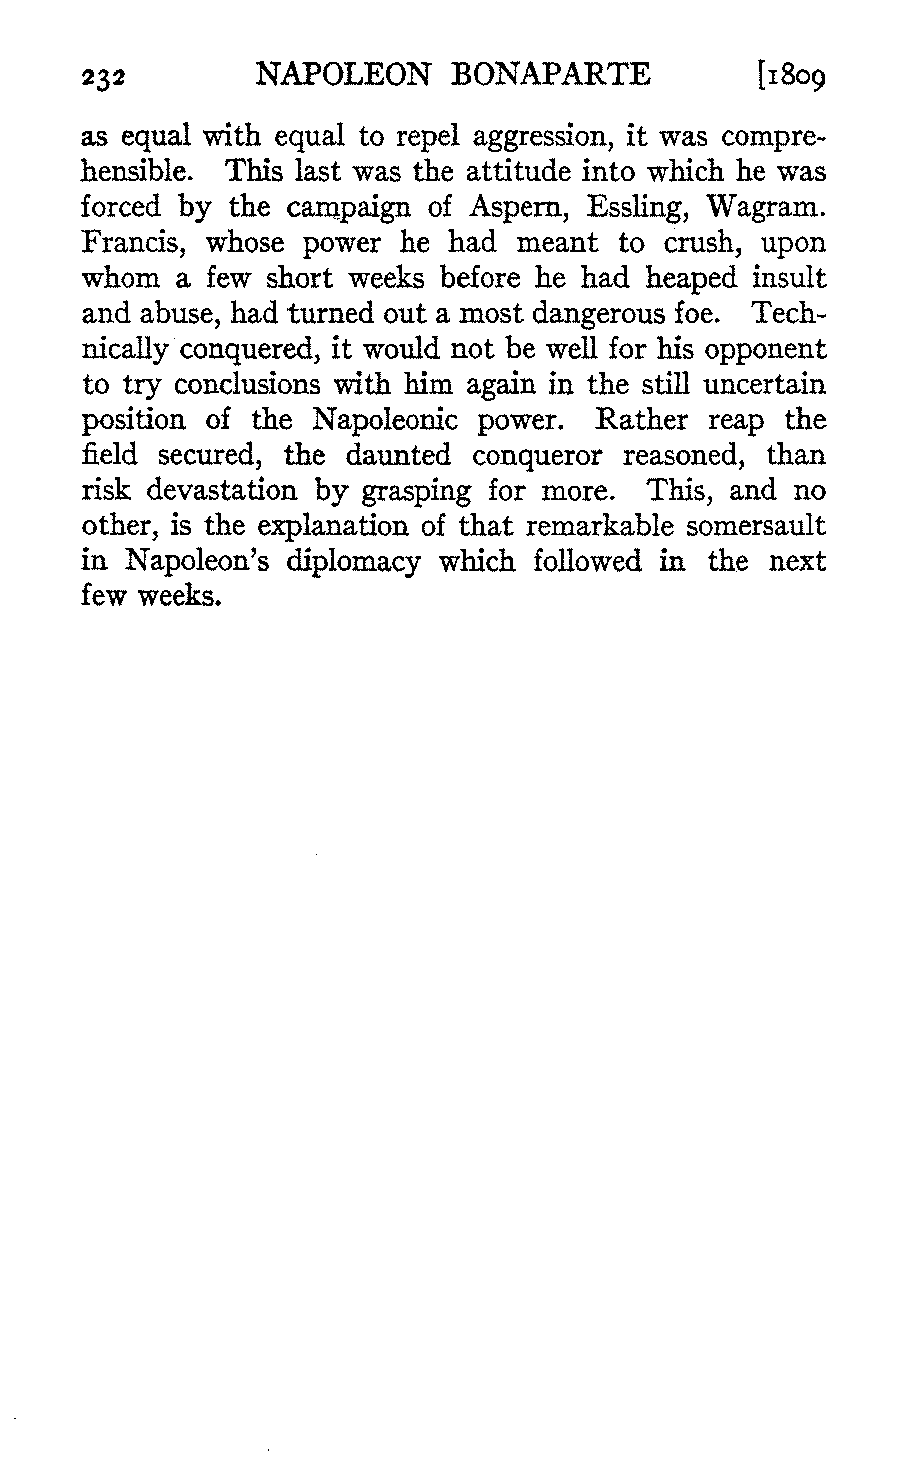 232 NAPOLEON BONAPARTE [1809
as equal with equal to repel aggression, it was compre-
hensible. This last was the attitude into which he was
forced by the campaign of Aspern, Essling, Wagram.
Francis, whose power he had meant to crush, upon
whom a few short weeks before he had heaped insult
and abuse, had turned out a most dangerous foe. Tech-
nically conquered, it would not be well for his opponent
to try conclusions with him again in the still uncertain
position of the Napoleonic power. Rather reap the
field secured, the daunted conqueror reasoned, than
risk devastation by grasping for more. This, and no
other, is the explanation of that remarkable somersault
in Napoleon's diplomacy which followed in the next
few weeks.